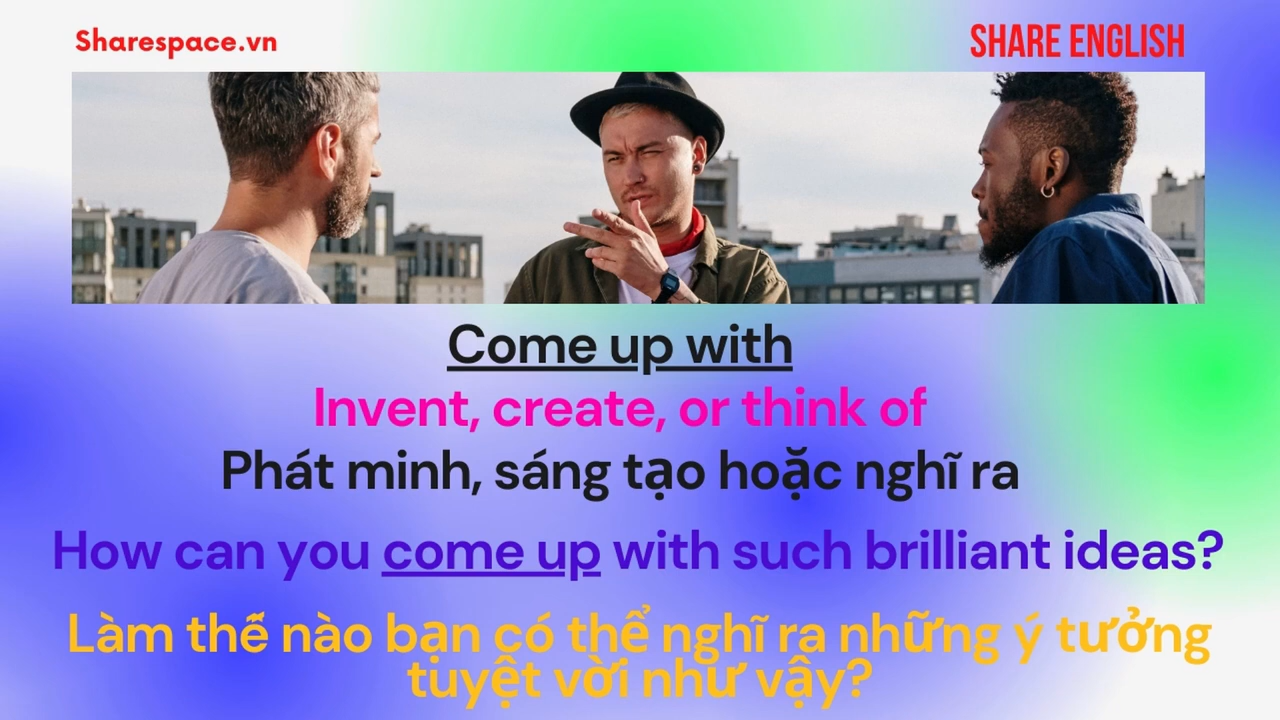 Sharespace.vn
SHARE ENGLISH
Come up with
Invent, create, or think of
Phát minh, sáng tạo hoặc nghĩ ra
How can you come up with such brilliant ideas?
Làm thễ nào bạn có thể nghĩ ra những ý tưởng
tuyệt vời như vậy?